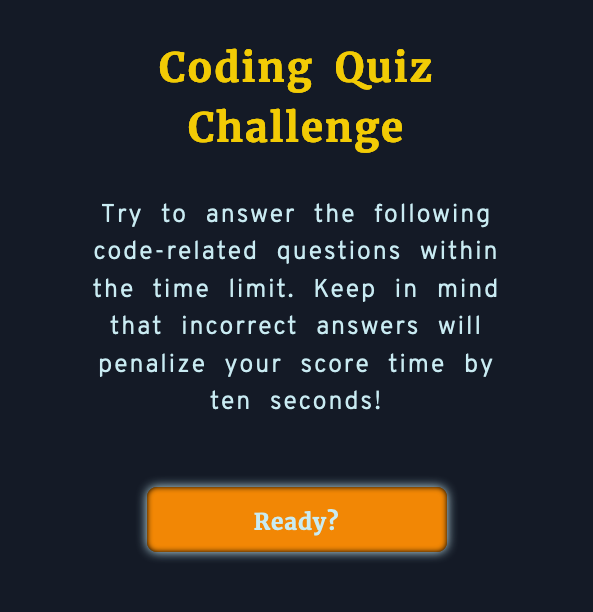 Coding Quiz
Challenge
Try to answer the following
code-related questions within
the time limit. Keep in mind
that incorrect answers will
penalize your score time by
ten seconds!
Ready?